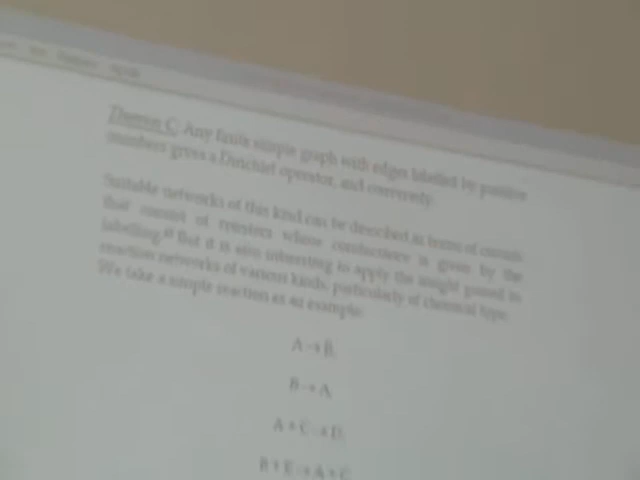 Theorem C: Any finite simple graph with edges labelled by positive
numbers gives a Dirichlet operator, and conversely.
Suitable networks of this kind can be described in terms of circuits
that consist of resistors whose conductance is given by the
labelling. But it is also interesting to apply the insight gained to
reaction networks of various kinds, particularly of chemical type.
We take a simple reaction as an example:
A → B,
B → A,
A + C → D,
B + E → A + C